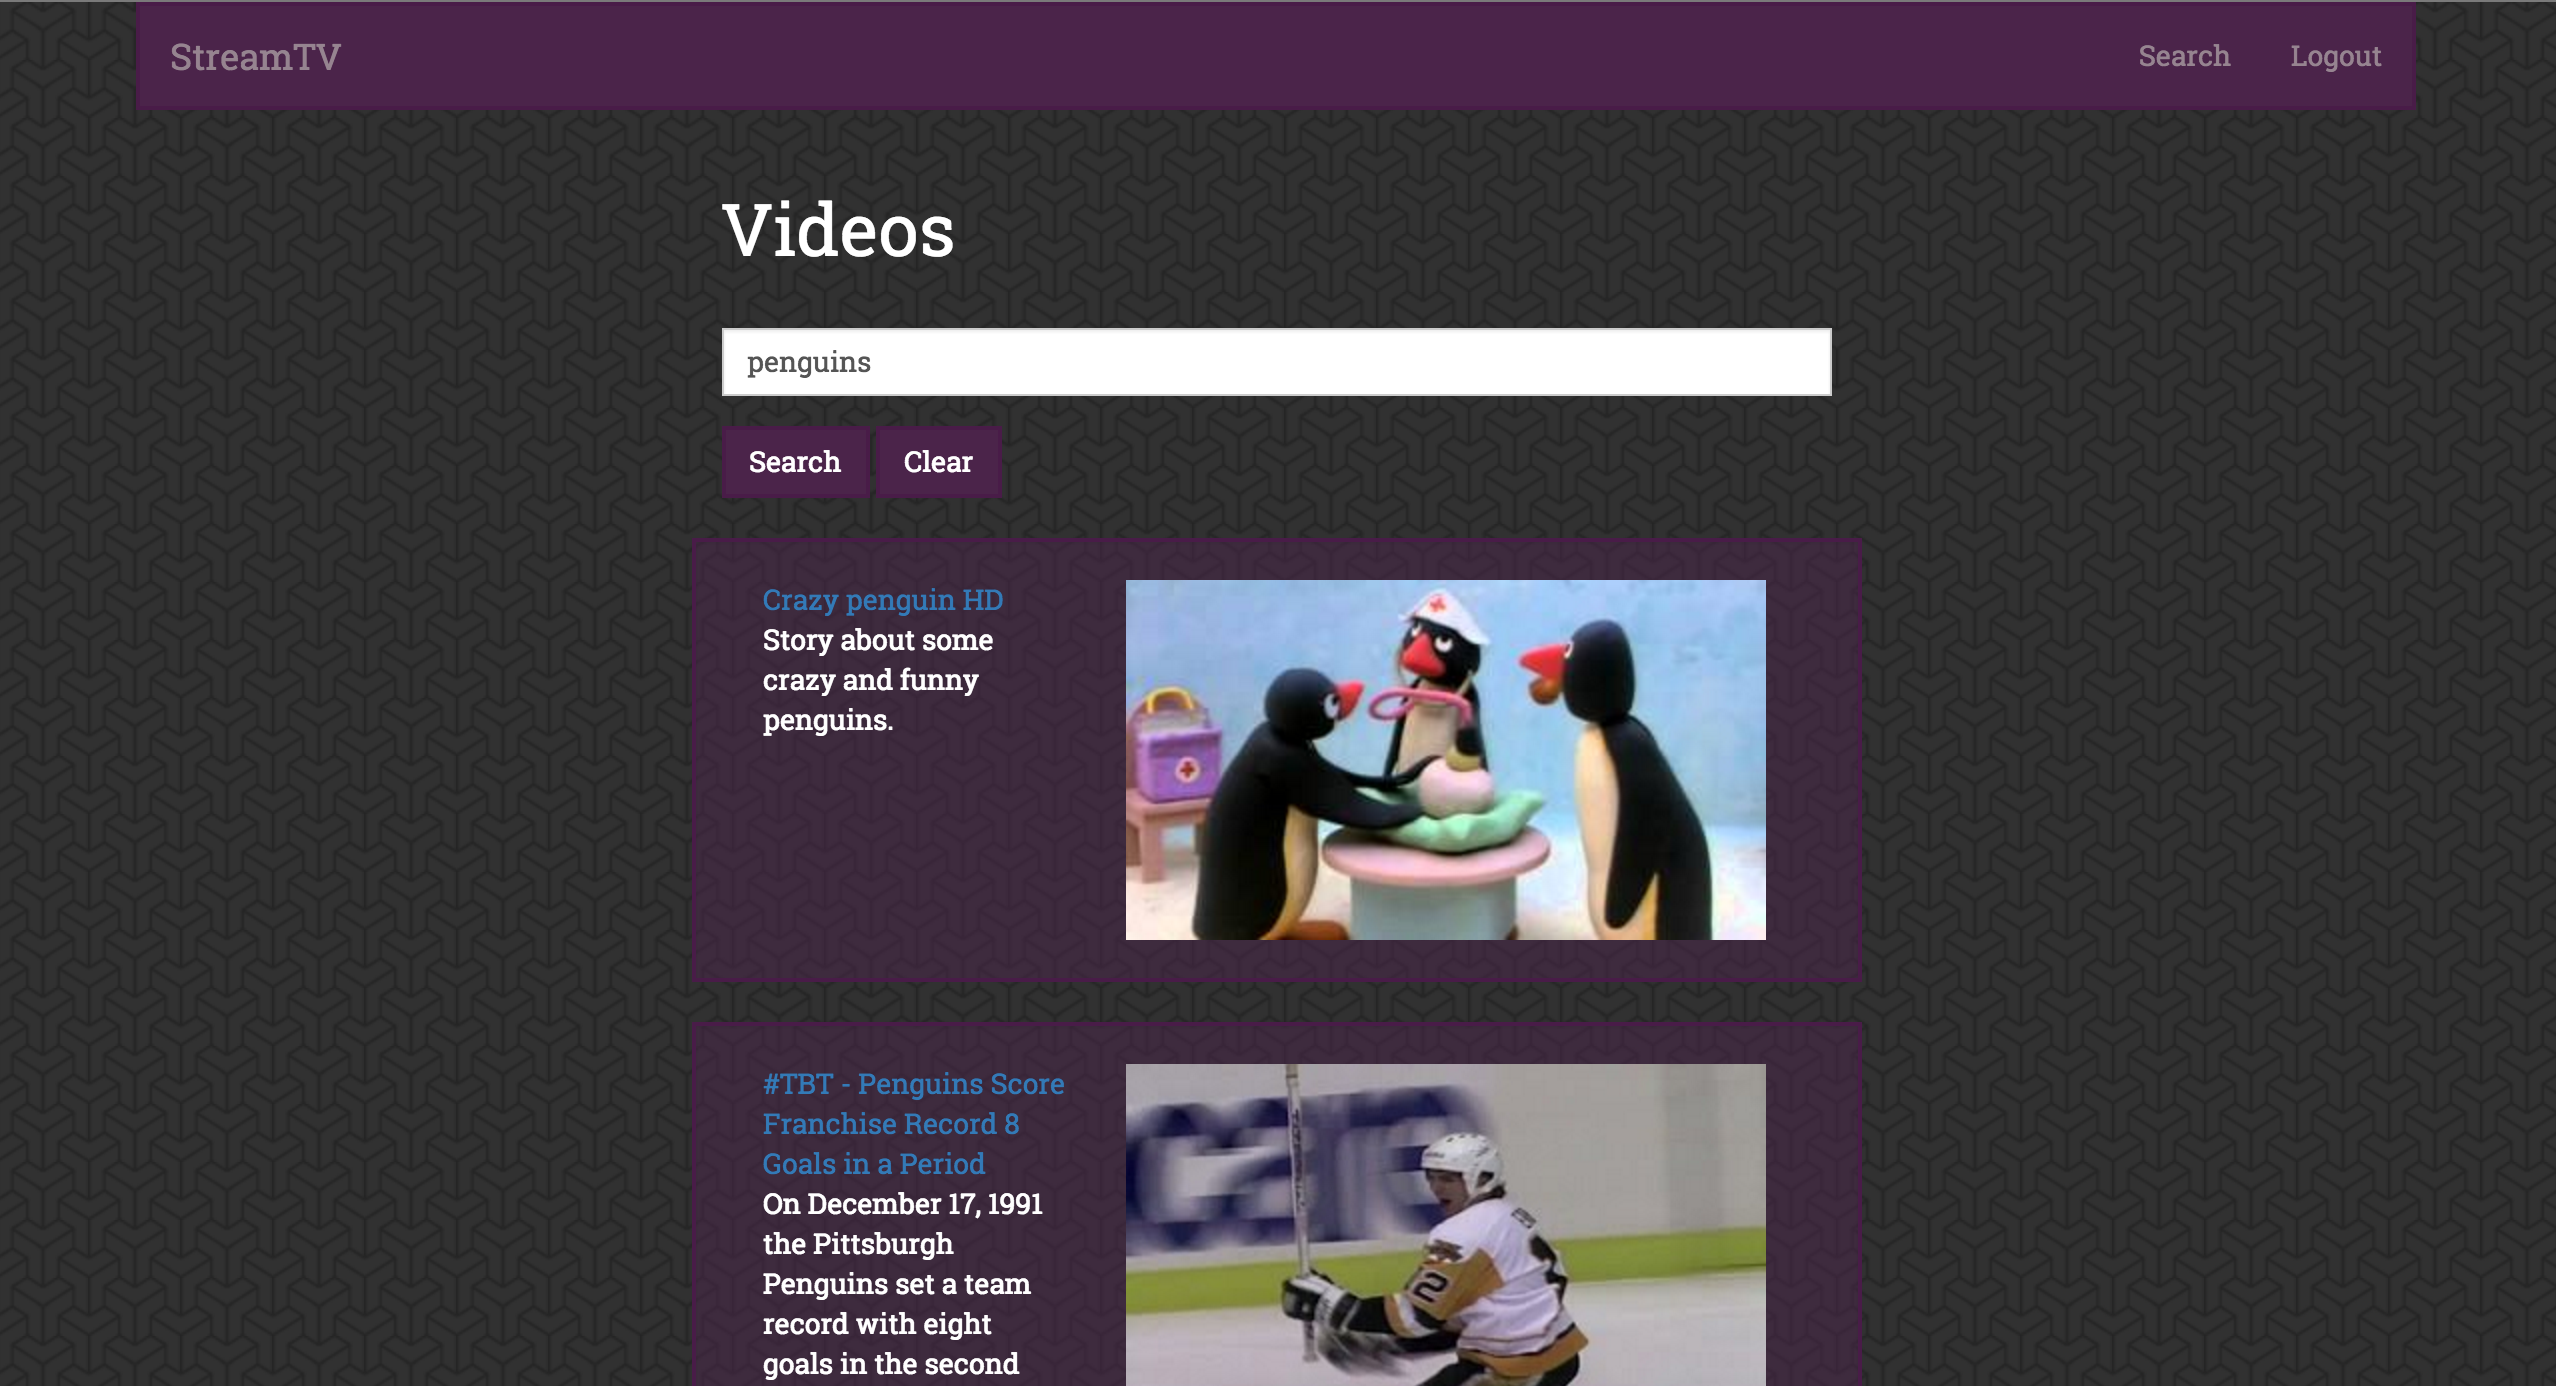 StreamTV Search Logout
Videos
penguins
Search Clear
Crazy penguin HD
Story about some
crazy and funny
penguins.
#TBT - Penguins Score
Franchise Record 8
Goals in a Period
On December 17, 1991
the Pittsburgh
Penguins set a team
record with eight
goals in the second